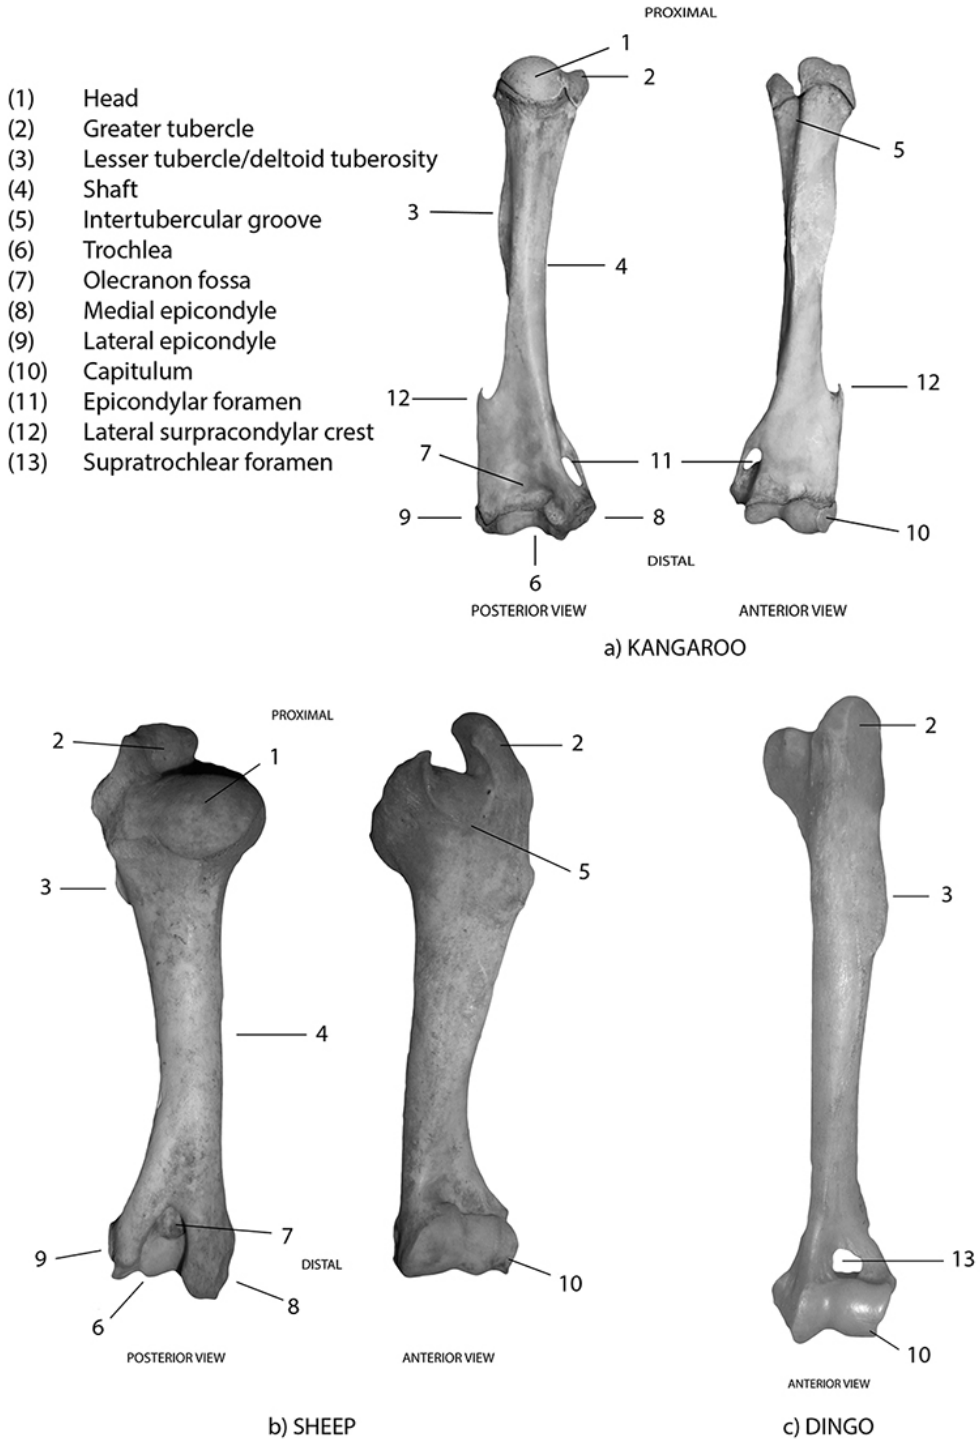 PROXIMAL
1
2
(1) Head
(2) Greater tubercle
(3) Lesser tubercle/deltoid tuberosity
(4) Shaft
(5) Intertubercular groove
(6) Trochlea
(7) Olecranon fossa
(8) Medial epicondyle
(9) Lateral epicondyle
(10) Capitulum
(11) Epicondylar foramen
(12) Lateral surpracondylar crest
(13) Supratrochlear foramen
5
3
4
12
12
7
11
9
8
10
DISTAL
6
POSTERIOR VIEW
ANTERIOR VIEW
a) KANGAROO
PROXIMAL
2
1
2
2
5
3
3
4
7
9
DISTAL
13
10
8
6
10
POSTERIOR VIEW
ANTERIOR VIEW
ANTERIOR VIEW
b) SHEEP
c) DINGO